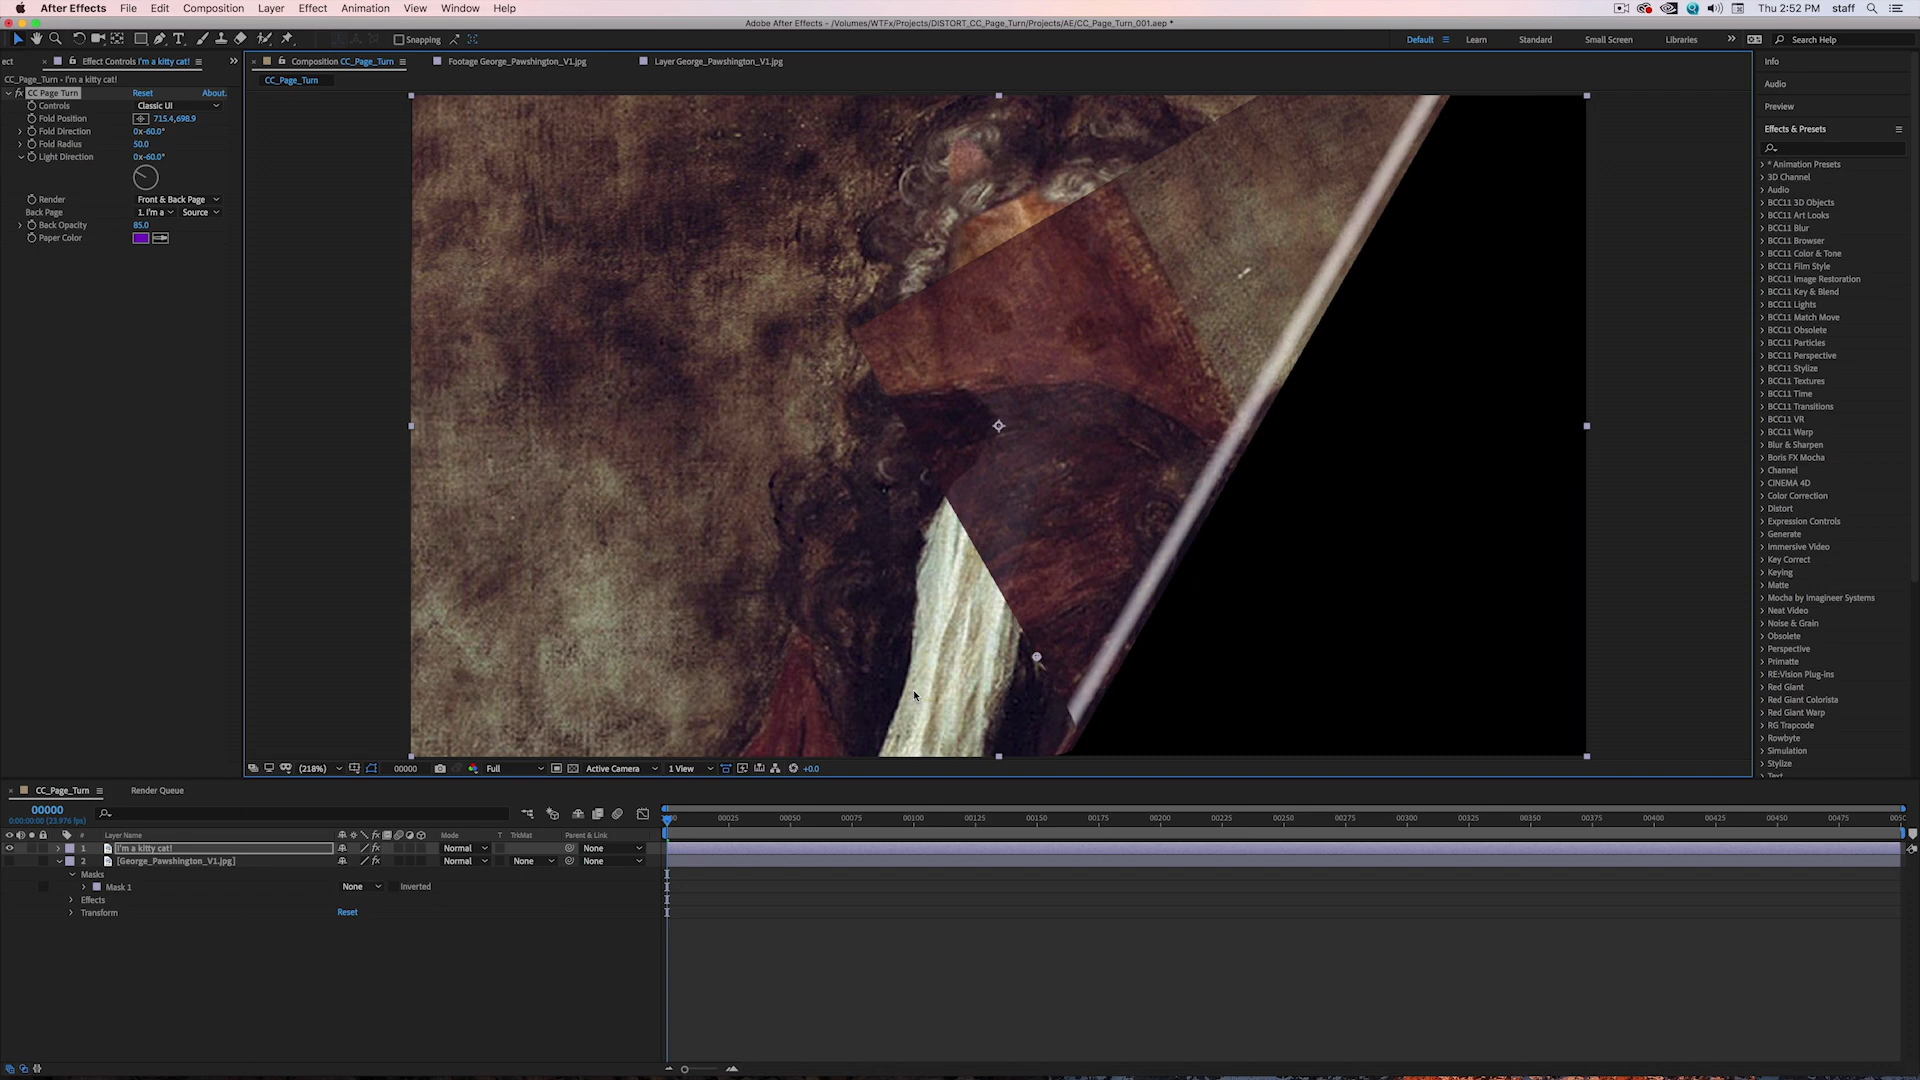 After Effects File Edit Composition Layer Effect Animation View Window Help Thu 2:52 PM staff
Adobe After Effects - /Volumes/WTFx/Projects/DISTORT_CC_Page_Turn/Projects/AE/CC_Page_Turn_001.aep *
Snapping Default Learn Standard Small Screen Libraries Search Help
ect Effect Controls I'm a kitty cat! Composition CC_Page_Turn Footage George_Pawshington_V1.jpg Layer George_Pawshington_V1.jpg Info
CC_Page_Turn - I'm a kitty cat! CC_Page_Turn Audio
CC Page Turn Reset About.
Controls Classic UI Preview
Fold Position 715.4,698.9
Fold Direction 0x-60.0° Effects & Presets
Fold Radius 50.0
Light Direction 0x-60.0°
Render Front & Back Page
Back Page 1. I'm a Source
Back Opacity 85.0
Paper Color
* Animation Presets
3D Channel
Audio
BCC11 3D Objects
BCC11 Art Looks
BCC11 Blur
BCC11 Browser
BCC11 Color & Tone
BCC11 Film Style
BCC11 Image Restoration
BCC11 Key & Blend
BCC11 Lights
BCC11 Match Move
BCC11 Obsolete
BCC11 Particles
BCC11 Perspective
BCC11 Stylize
BCC11 Textures
BCC11 Time
BCC11 Transitions
BCC11 VR
BCC11 Warp
Blur & Sharpen
Boris FX Mocha
Channel
CINEMA 4D
Color Correction
Distort
Expression Controls
Generate
Immersive Video
Key Correct
Keying
Matte
Mocha by Imagineer Systems
Neat Video
Noise & Grain
Obsolete
Perspective
Primatte
RE:Vision Plug-ins
Red Giant
Red Giant Colorista
Red Giant Warp
RG Trapcode
Rowbyte
Simulation
Stylize
(218%) 00000 Full Active Camera 1 View +0.0
CC_Page_Turn Render Queue
00000
0:00:00:00 (23.976 fps)
00025 00050 00075 00100 00125 00150 00175 00200 00225 00250 00275 00300 00325 00350 00375 00400 00425 00450 00475
# Layer Name Mode T TrkMat Parent & Link
1 I'm a kitty cat! Normal None
2 [George_Pawshington_V1.jpg] Normal None None
Masks
Mask 1 None Inverted
Effects
Transform Reset